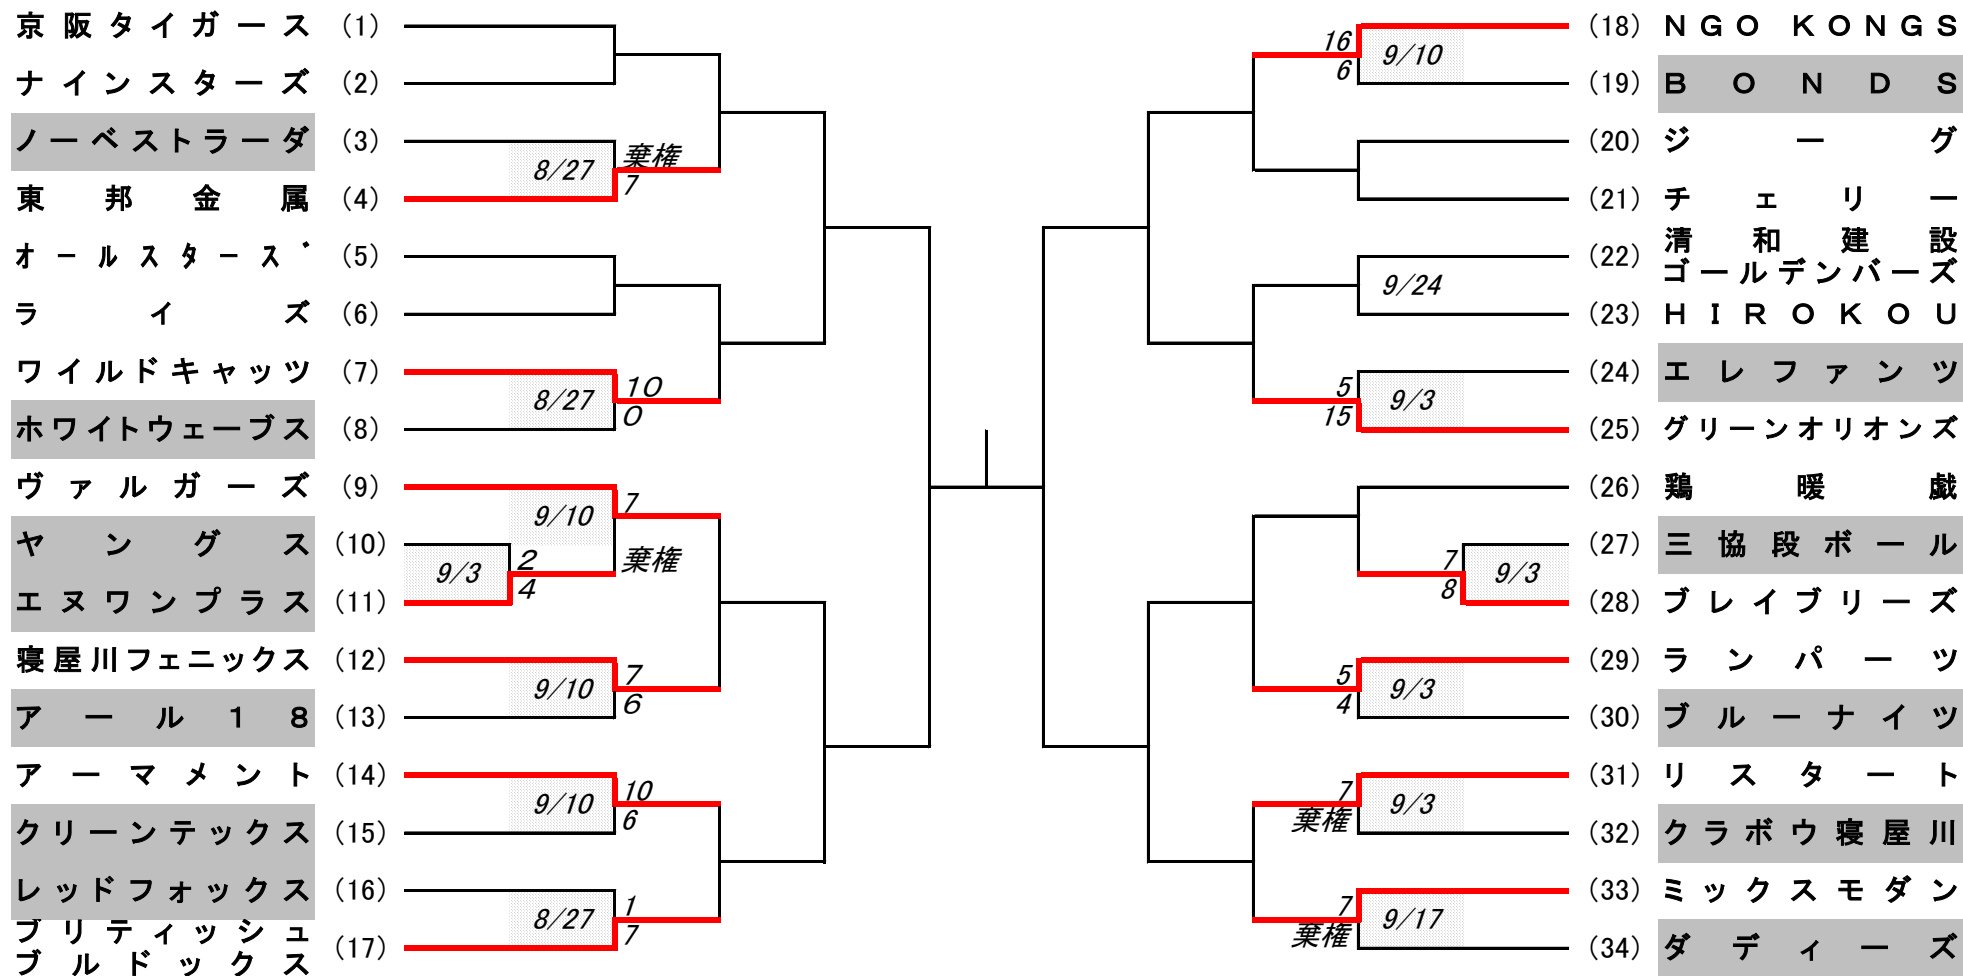 京阪タイガース (1)
ナインスターズ (2)
ノーベストラーダ (3)
8/27
棄権
7
東邦金属 (4)
オールスターズ (5)
ライズ (6)
ワイルドキャッツ (7)
8/27
10
0
ホワイトウェーブス (8)
ヴァルガーズ (9)
9/10
7
棄権
ヤングス (10)
9/3
2
4
エヌワンプラス (11)
寝屋川フェニックス (12)
9/10
7
6
アール18 (13)
アーマメント (14)
9/10
10
6
クリーンテックス (15)
レッドフォックス (16)
8/27
1
7
ブリティッシュ
ブルドックス (17)
(18) NGO KONGS
16
6
9/10
(19) BONDS
(20) ジーグ
(21) チェリー
(22) 清和建設
ゴールデンバーズ
9/24
(23) HIROKOU
(24) エレファンツ
5
15
9/3
(25) グリーンオリオンズ
(26) 鶏暖戯
(27) 三協段ボール
7
8
9/3
(28) ブレイブリーズ
(29) ランパーツ
5
4
9/3
(30) ブルーナイツ
(31) リスタート
7
棄権
9/3
(32) クラボウ寝屋川
(33) ミックスモダン
7
棄権
9/17
(34) ダディーズ